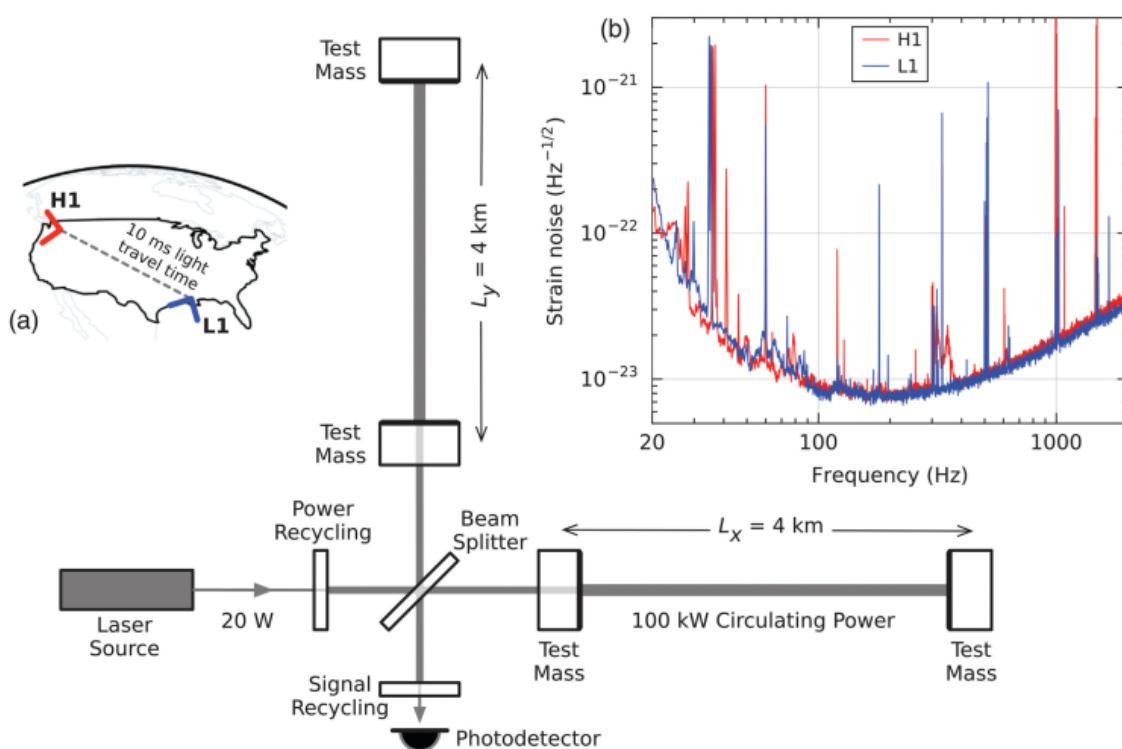 Test
Mass
L_y = 4 km
(a)
H1
10 ms light
travel time
L1
Test
Mass
Power
Recycling
Beam
Splitter
L_x = 4 km
Laser
Source
20 W
100 kW Circulating Power
Test
Mass
Test
Mass
Signal
Recycling
Photodetector
(b)
H1
L1
Strain noise (Hz^{-1/2})
10^{-21}
10^{-22}
10^{-23}
20
100
1000
Frequency (Hz)